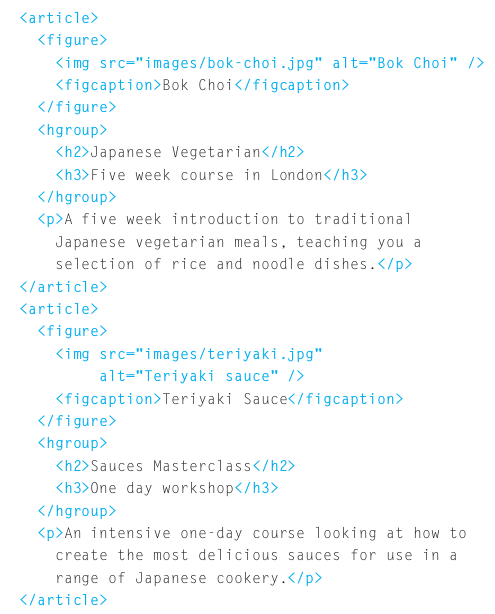 <article>
  <figure>
    <img src="images/bok-choi.jpg" alt="Bok Choi" />
    <figcaption>Bok Choi</figcaption>
  </figure>
  <hgroup>
    <h2>Japanese Vegetarian</h2>
    <h3>Five week course in London</h3>
  </hgroup>
  <p>A five week introduction to traditional
    Japanese vegetarian meals, teaching you a
    selection of rice and noodle dishes.</p>
</article>
<article>
  <figure>
    <img src="images/teriyaki.jpg"
         alt="Teriyaki sauce" />
    <figcaption>Teriyaki Sauce</figcaption>
  </figure>
  <hgroup>
    <h2>Sauces Masterclass</h2>
    <h3>One day workshop</h3>
  </hgroup>
  <p>An intensive one-day course looking at how to
    create the most delicious sauces for use in a
    range of Japanese cookery.</p>
</article>